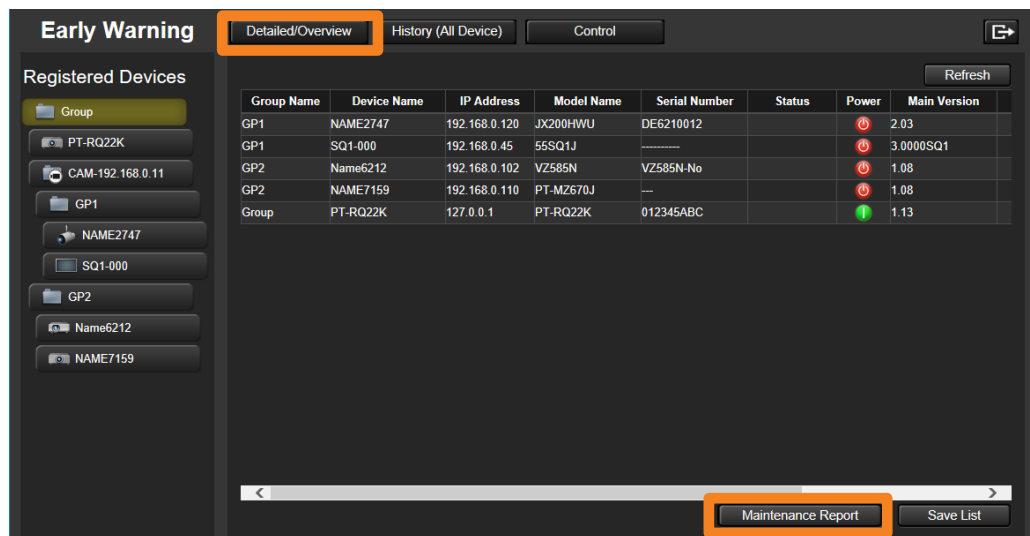 Early Warning
Detailed/Overview History (All Device) Control
Registered Devices
Group
PT-RQ22K
CAM-192.168.0.11
GP1
NAME2747
SQ1-000
GP2
Name6212
NAME7159
Refresh
Group Name Device Name IP Address Model Name Serial Number Status Power Main Version
GP1 NAME2747 192.168.0.120 JX200HWU DE6210012 2.03
GP1 SQ1-000 192.168.0.45 55SQ1J ---------- 3.0000SQ1
GP2 Name6212 192.168.0.102 VZ585N VZ585N-No 1.08
GP2 NAME7159 192.168.0.110 PT-MZ670J --- 1.08
Group PT-RQ22K 127.0.0.1 PT-RQ22K 012345ABC 1.13
Maintenance Report Save List